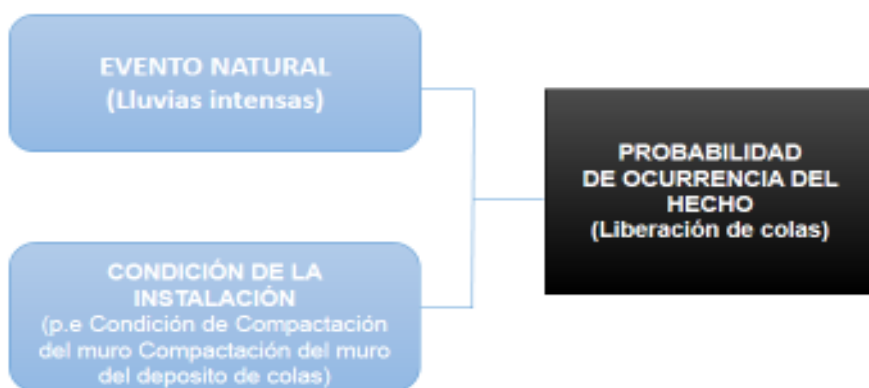 EVENTO NATURAL
(Lluvias intensas)
PROBABILIDAD
DE OCURRENCIA DEL
HECHO
(Liberación de colas)
CONDICIÓN DE LA
INSTALACIÓN
(p.e Condición de Compactación
del muro Compactación del muro
del deposito de colas)